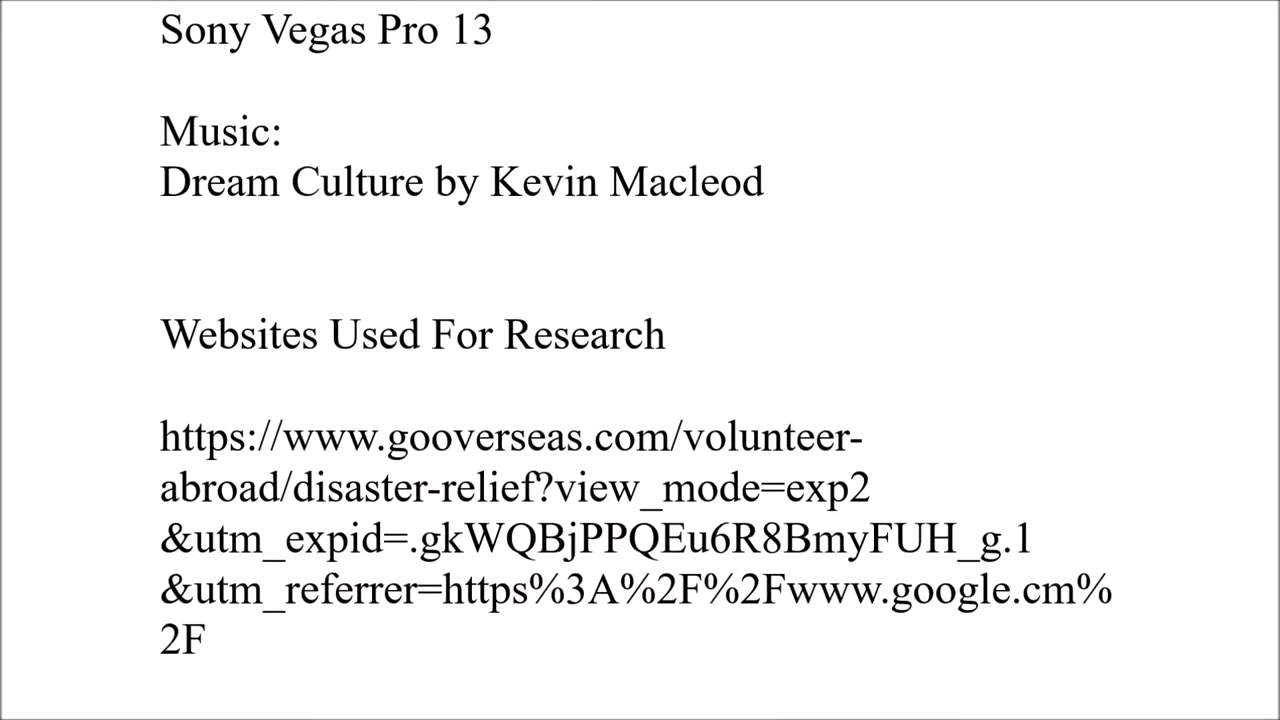 Sony Vegas Pro 13
Music:
Dream Culture by Kevin Macleod
Websites Used For Research
https://www.gooverseas.com/volunteer-
abroad/disaster-relief?view_mode=exp2
&utm_expid=.gkWQBjPPQEu6R8BmyFUH_g.1
&utm_referrer=https%3A%2F%2Fwww.google.cm%
2F